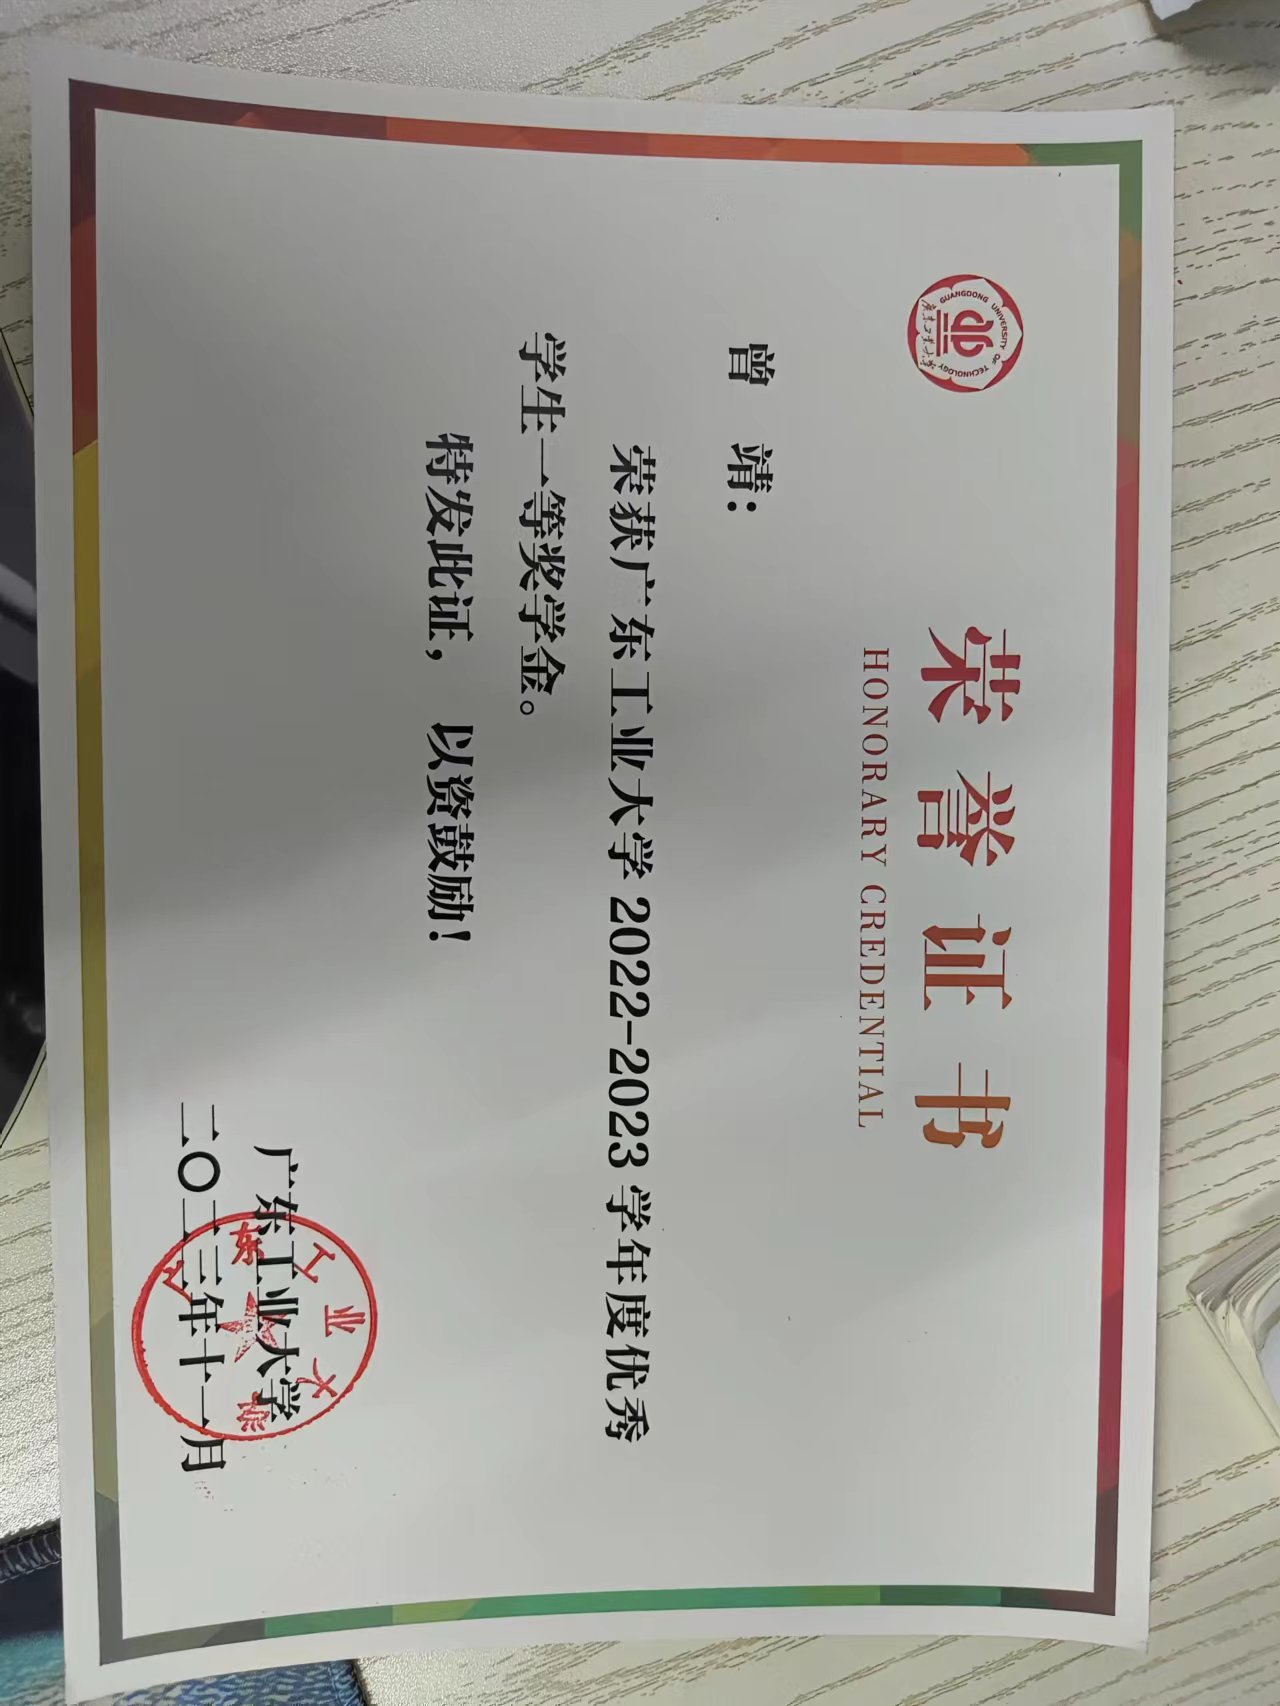 GUANGDONG UNIVERSITY OF TECHNOLOGY
广东工业大学
荣誉证书
HONORARY CREDENTIAL
曾 靖：
荣获广东工业大学 2022-2023 学年度优秀
学生一等奖学金。
特发此证，以资鼓励！
广东工业大学
二〇二三年十一月
广东工业大学